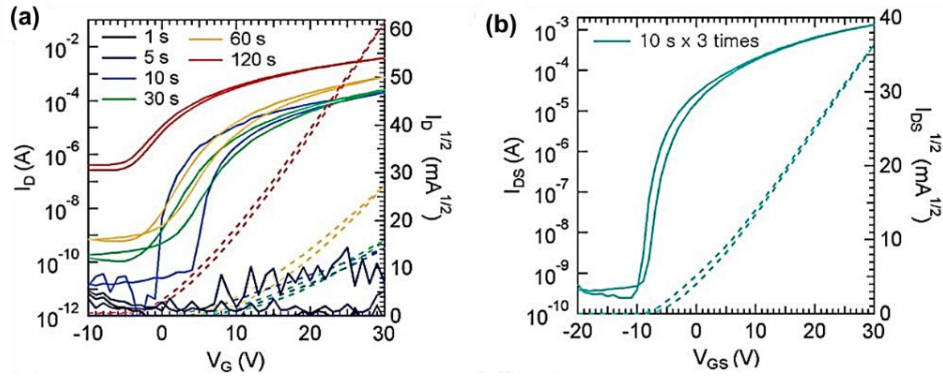 (a)
1 s
5 s
10 s
30 s
60 s
120 s
10⁻²
10⁻⁴
10⁻⁶
10⁻⁸
10⁻¹⁰
10⁻¹²
I_D (A)
60
50
40
30
20
10
0
I_D^1/2 (mA^1/2)
-10 0 10 20 30
V_G (V)
(b)
10 s x 3 times
10⁻³
10⁻⁴
10⁻⁵
10⁻⁶
10⁻⁷
10⁻⁸
10⁻⁹
10⁻¹⁰
I_DS (A)
40
30
20
10
0
I_DS^1/2 (mA^1/2)
-20 -10 0 10 20 30
V_GS (V)